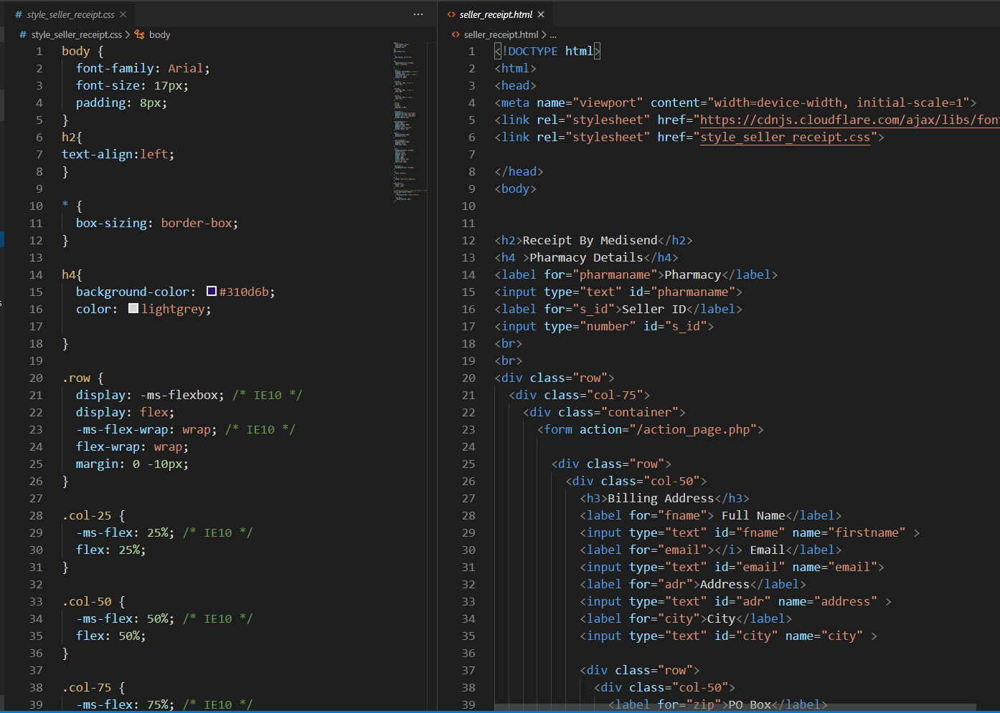 style_seller_receipt.css
style_seller_receipt.css > body
1 body {
2 font-family: Arial;
3 font-size: 17px;
4 padding: 8px;
5 }
6 h2{
7 text-align:left;
8 }
9
10 * {
11 box-sizing: border-box;
12 }
13
14 h4{
15 background-color: #310d6b;
16 color: lightgrey;
17
18 }
19
20 .row {
21 display: -ms-flexbox; /* IE10 */
22 display: flex;
23 -ms-flex-wrap: wrap; /* IE10 */
24 flex-wrap: wrap;
25 margin: 0 -10px;
26 }
27
28 .col-25 {
29 -ms-flex: 25%; /* IE10 */
30 flex: 25%;
31 }
32
33 .col-50 {
34 -ms-flex: 50%; /* IE10 */
35 flex: 50%;
36 }
37
38 .col-75 {
39 -ms-flex: 75%; /* IE10 */
seller_receipt.html
seller_receipt.html > ...
1 <!DOCTYPE html>
2 <html>
3 <head>
4 <meta name="viewport" content="width=device-width, initial-scale=1">
5 <link rel="stylesheet" href="https://cdnjs.cloudflare.com/ajax/libs/font
6 <link rel="stylesheet" href="style_seller_receipt.css">
7
8 </head>
9 <body>
10
11
12 <h2>Receipt By Medisend</h2>
13 <h4 >Pharmacy Details</h4>
14 <label for="pharmaname">Pharmacy</label>
15 <input type="text" id="pharmaname">
16 <label for="s_id">Seller ID</label>
17 <input type="number" id="s_id">
18 <br>
19 <br>
20 <div class="row">
21 <div class="col-75">
22 <div class="container">
23 <form action="/action_page.php">
24
25 <div class="row">
26 <div class="col-50">
27 <h3>Billing Address</h3>
28 <label for="fname"> Full Name</label>
29 <input type="text" id="fname" name="firstname" >
30 <label for="email"></i> Email</label>
31 <input type="text" id="email" name="email">
32 <label for="adr">Address</label>
33 <input type="text" id="adr" name="address" >
34 <label for="city">City</label>
35 <input type="text" id="city" name="city" >
36
37 <div class="row">
38 <div class="col-50">
39 <label for="zip">PO Box</label>